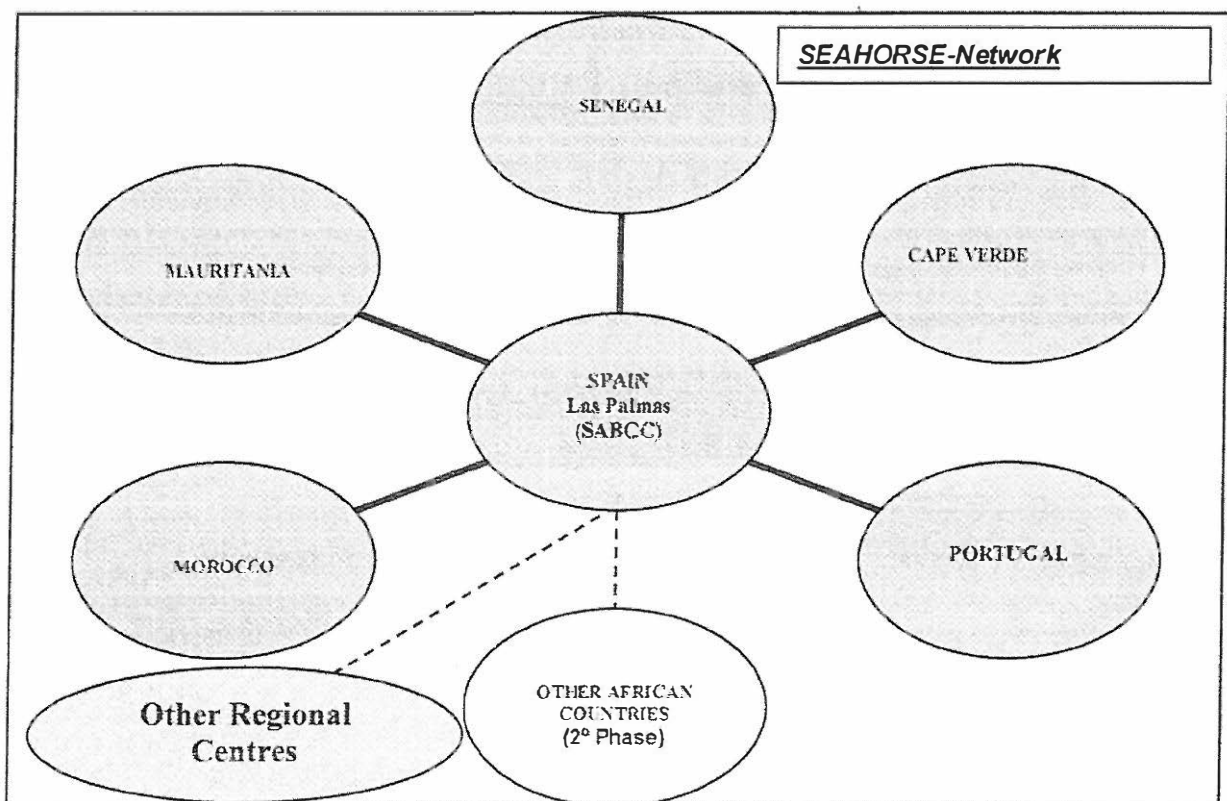 SEAHORSE-Network
SENEGAL
MAURITANIA
CAPE VERDE
SPAIN
Las Palmas
(SABCC)
MOROCCO
PORTUGAL
Other Regional
Centres
OTHER AFRICAN
COUNTRIES
(2º Phase)